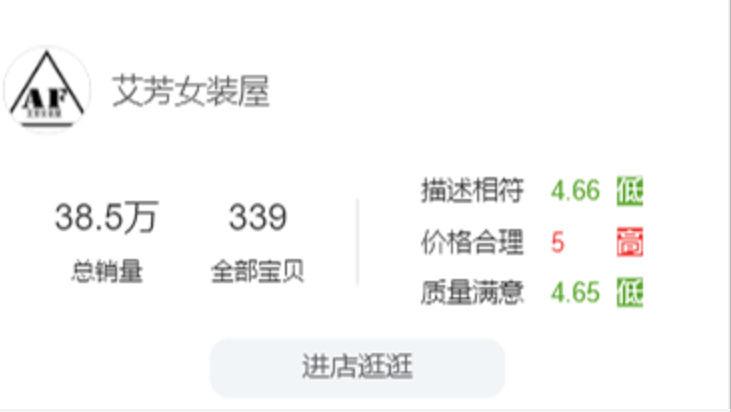 AF
艾芳女装屋
38.5万
339
总销量
全部宝贝
描述相符 4.66 低
价格合理 5 高
质量满意 4.65 低
进店逛逛